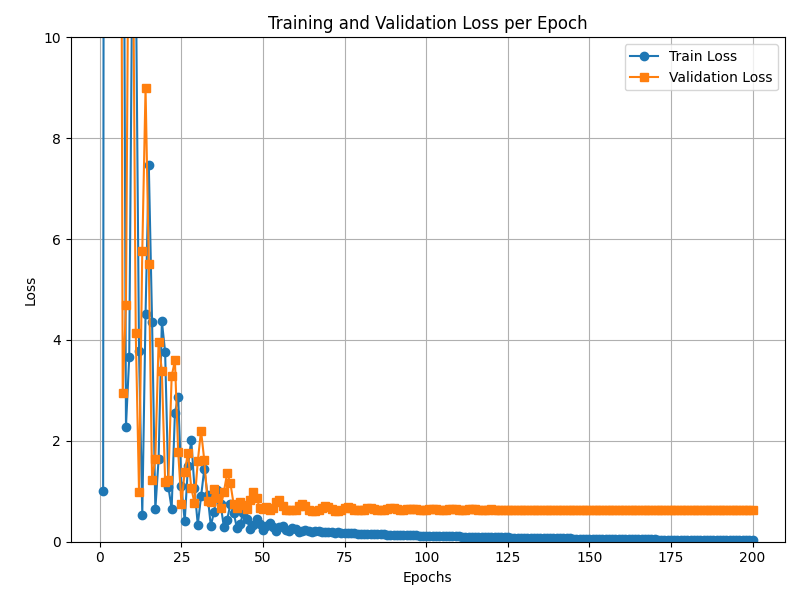 Training and Validation Loss per Epoch
Train Loss
Validation Loss
Loss
10
8
6
4
2
0
0 25 50 75 100 125 150 175 200
Epochs